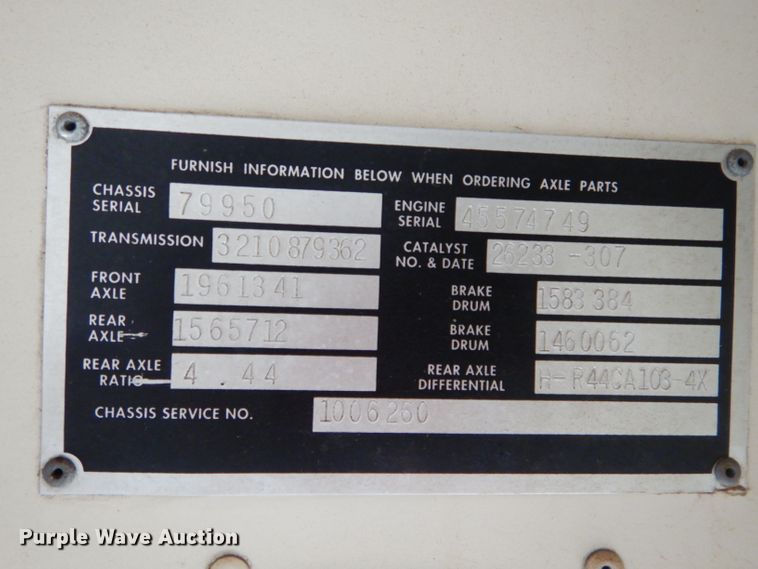 FURNISH INFORMATION BELOW WHEN ORDERING AXLE PARTS
CHASSIS SERIAL 79950
ENGINE SERIAL 45574749
TRANSMISSION 3210879362
CATALYST NO. & DATE 26233 -307
FRONT AXLE 1961341
BRAKE DRUM 1583384
REAR AXLE 1565712
BRAKE DRUM 1460062
REAR AXLE RATIO 4.44
REAR AXLE DIFFERENTIAL H-R44CA103-4X
CHASSIS SERVICE NO. 1006260
Purple Wave Auction